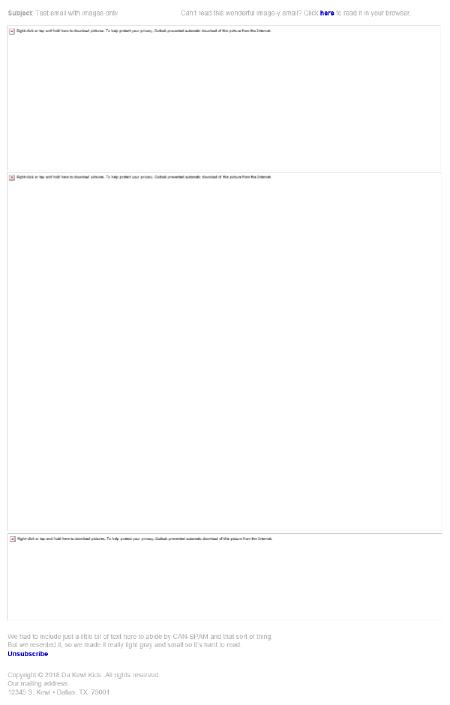 Subject: Test email with images-only
Can't read this wonderful image-y email? Click here to read it in your browser.
Right-click or tap and hold here to download pictures. To help protect your privacy, Outlook prevented automatic download of this picture from the Internet.
Right-click or tap and hold here to download pictures. To help protect your privacy, Outlook prevented automatic download of this picture from the Internet.
Right-click or tap and hold here to download pictures. To help protect your privacy, Outlook prevented automatic download of this picture from the Internet.
We had to include just a little bit of text here to abide by CAN-SPAM and that sort of thing.
But we resented it, so we made it really light gray and small so it's hard to read.
Unsubscribe
Copyright © 2018 Da Kewl Kids. All rights reserved.
Our mailing address:
12345 S. Kewl • Dallas, TX, 75001